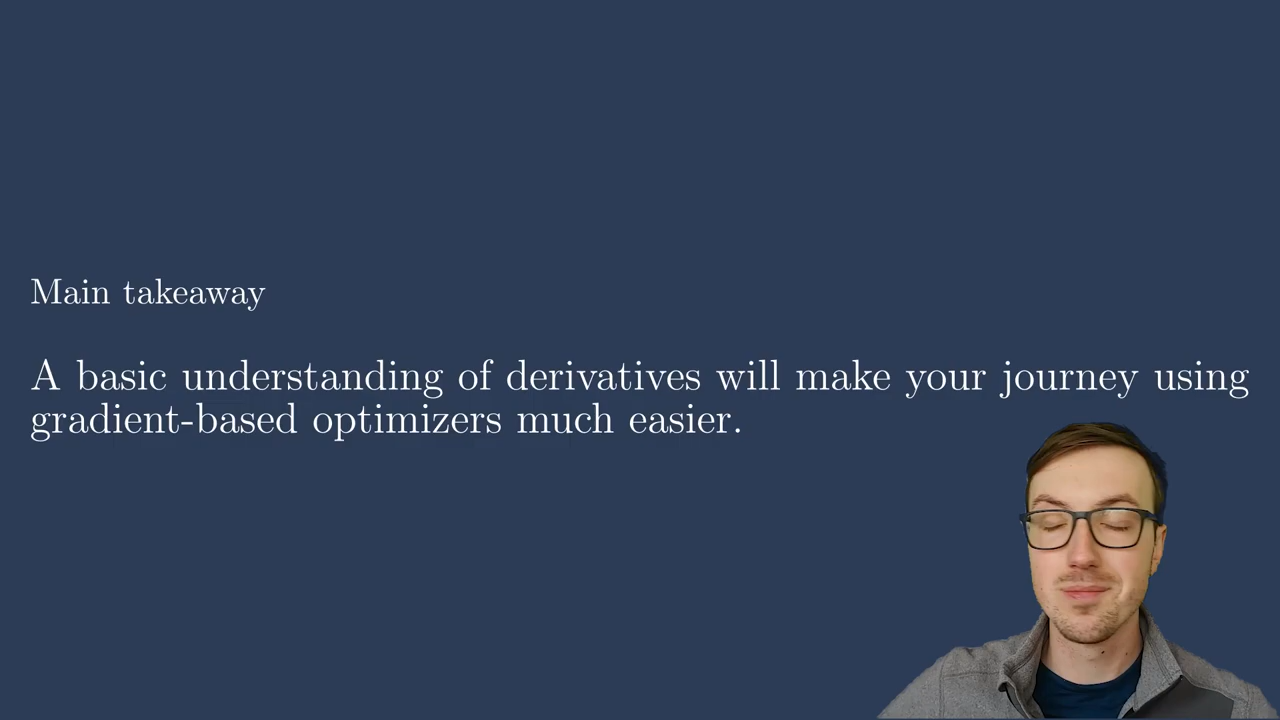 Main takeaway
A basic understanding of derivatives will make your journey using
gradient-based optimizers much easier.